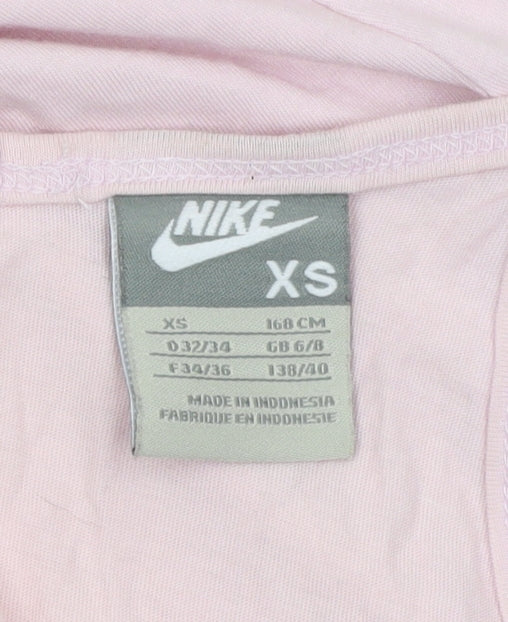 NIKE
XS
XS 168 CM
D 32/34 GB 6/8
F 34/36 I 38/40
MADE IN INDONESIA
FABRIQUE EN INDONESIE